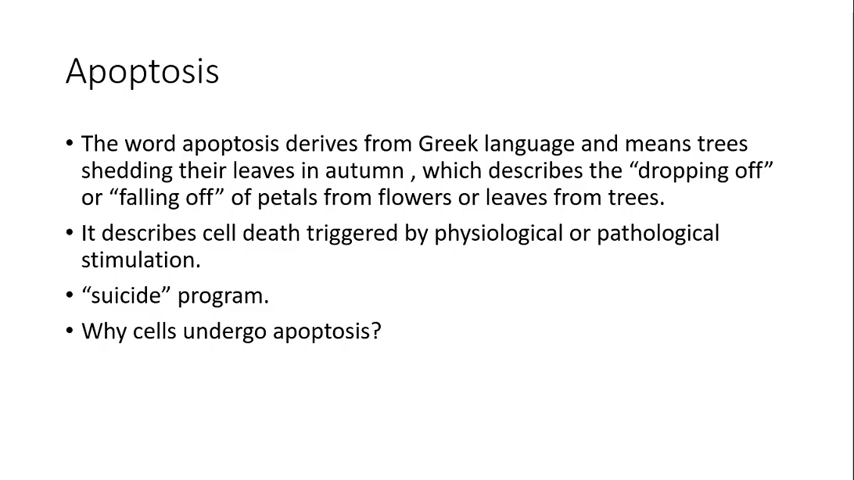 Apoptosis
• The word apoptosis derives from Greek language and means trees
shedding their leaves in autumn , which describes the “dropping off”
or “falling off” of petals from flowers or leaves from trees.
• It describes cell death triggered by physiological or pathological
stimulation.
• “suicide” program.
• Why cells undergo apoptosis?